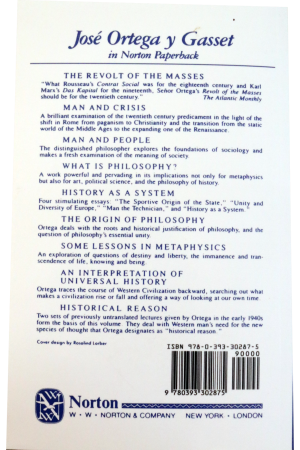 José Ortega y Gasset
in Norton Paperback
THE REVOLT OF THE MASSES
"What Rousseau's Contrat Social was for the eighteenth century and Karl
Marx's Das Kapital for the nineteenth, Señor Ortega's Revolt of the Masses
should be for the twentieth century." The Atlantic Monthly
MAN AND CRISIS
A brilliant examination of the twentieth century predicament in the light of the
shift in Rome from paganism to Christianity and the transition from the static
world of the Middle Ages to the expanding one of the Renaissance.
MAN AND PEOPLE
The distinguished philosopher explores the foundations of sociology and
makes a fresh examination of the meaning of society.
WHAT IS PHILOSOPHY?
A work powerful and pervading in its implications not only for metaphysics
but also for art, political science, and the philosophy of history.
HISTORY AS A SYSTEM
Four stimulating essays: "The Sportive Origin of the State," "Unity and
Diversity of Europe," "Man the Technician," and "History as a System."
THE ORIGIN OF PHILOSOPHY
Ortega deals with the roots and historical justification of philosophy, and the
question of philosophy's essential unity.
SOME LESSONS IN METAPHYSICS
An exploration of questions of destiny and liberty, the immanence and tran-
scendence of life, knowing and being.
AN INTERPRETATION OF
UNIVERSAL HISTORY
Ortega traces the course of Western Civilization backward, searching out what
makes a civilization rise or fall and offering a way of looking at our own time.
HISTORICAL REASON
Two sets of previously untranslated lectures given by Ortega in the early 1940s
form the basis of this volume. They deal with Western man's need for the new
species of thought that Ortega designates as "historical reason."
Cover design by Rosalind Lorber
ISBN 978-0-393-30287-5
90000
9 780393 302875
Norton
W • W • NORTON & COMPANY NEW YORK • LONDON